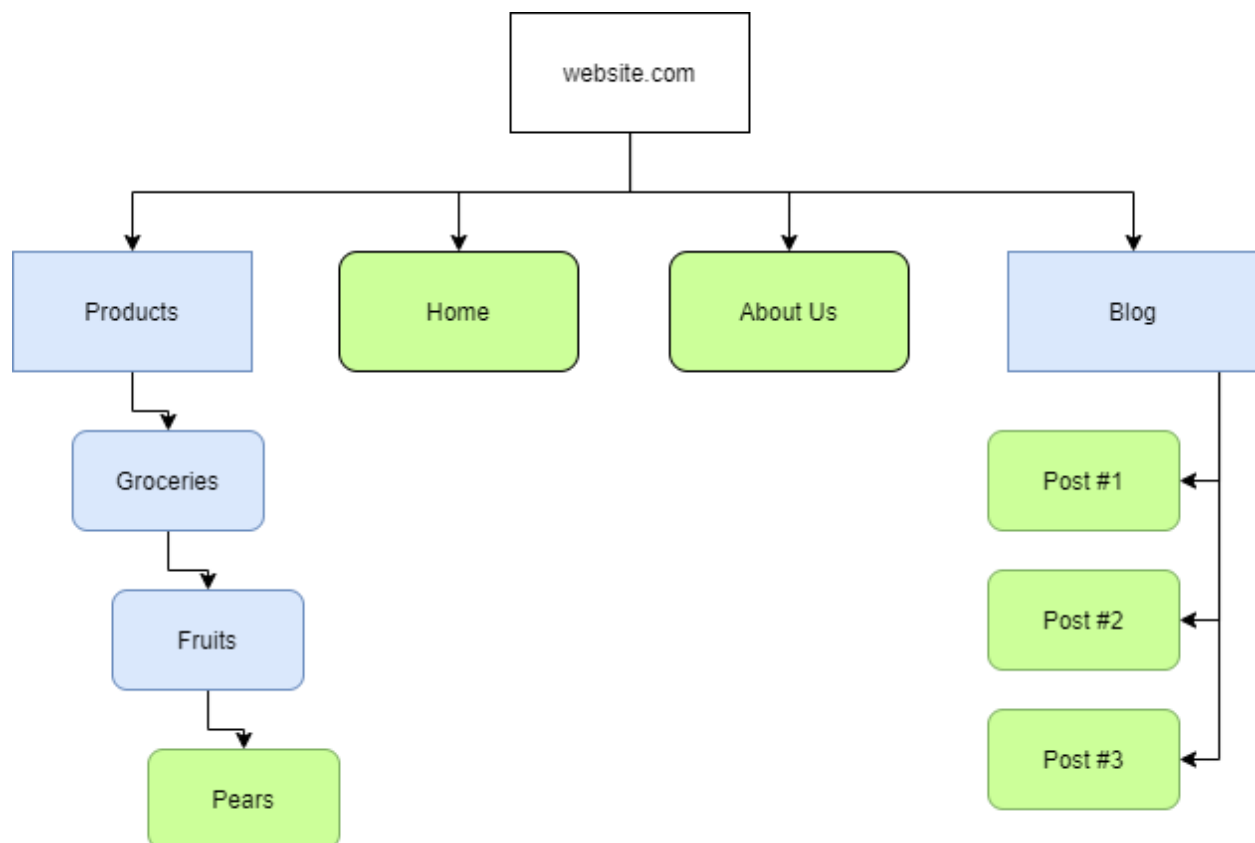 website.com
Products
Home
About Us
Blog
Groceries
Post #1
Fruits
Post #2
Post #3
Pears